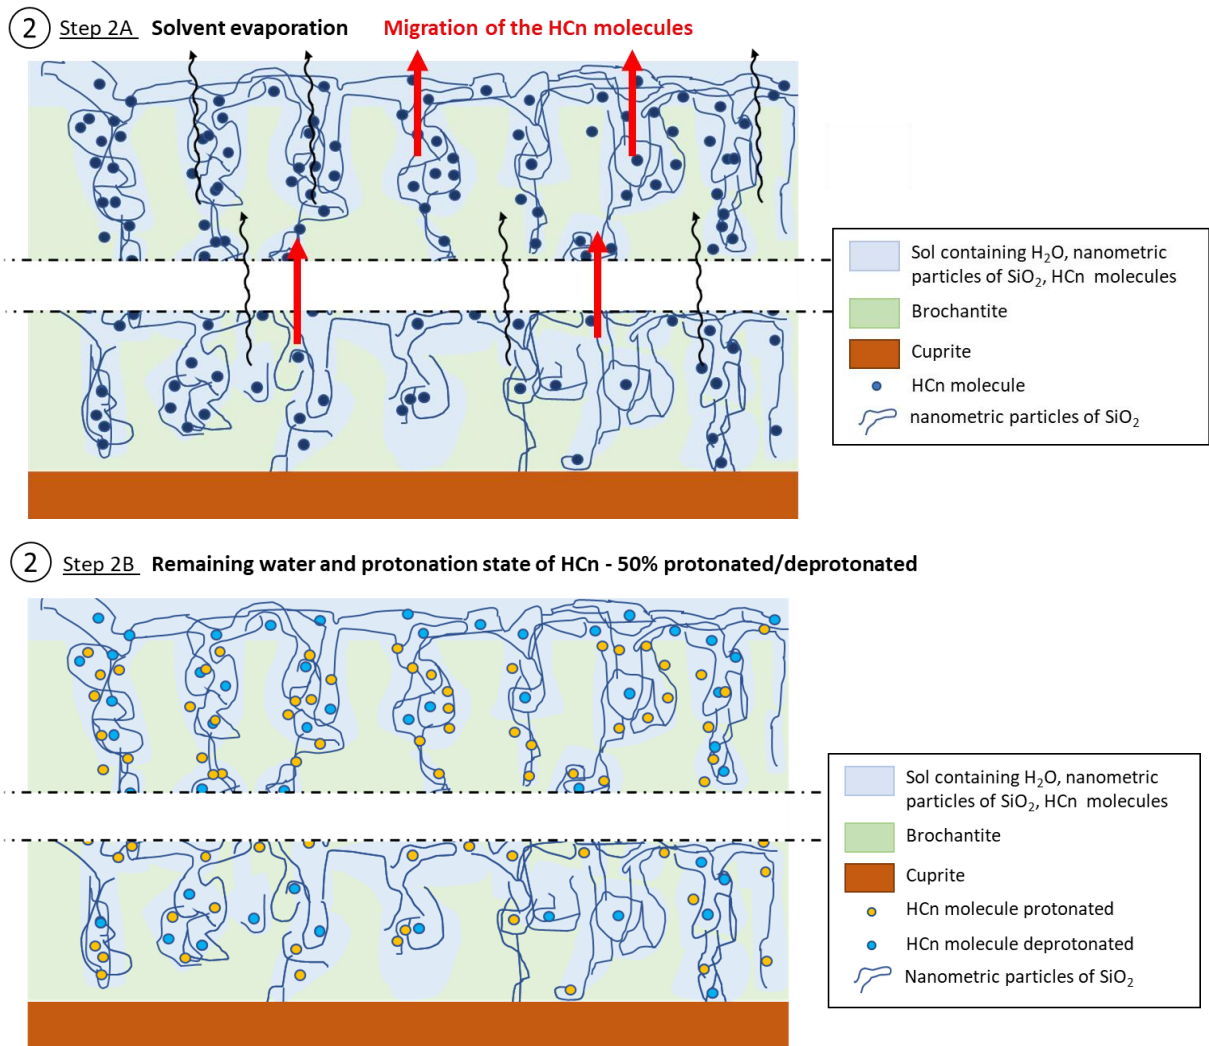 2 Step 2A Solvent evaporation Migration of the HCn molecules
Sol containing H₂O, nanometric
particles of SiO₂, HCn molecules
Brochantite
Cuprite
HCn molecule
nanometric particles of SiO₂
2 Step 2B Remaining water and protonation state of HCn - 50% protonated/deprotonated
Sol containing H₂O, nanometric
particles of SiO₂, HCn molecules
Brochantite
Cuprite
HCn molecule protonated
HCn molecule deprotonated
Nanometric particles of SiO₂